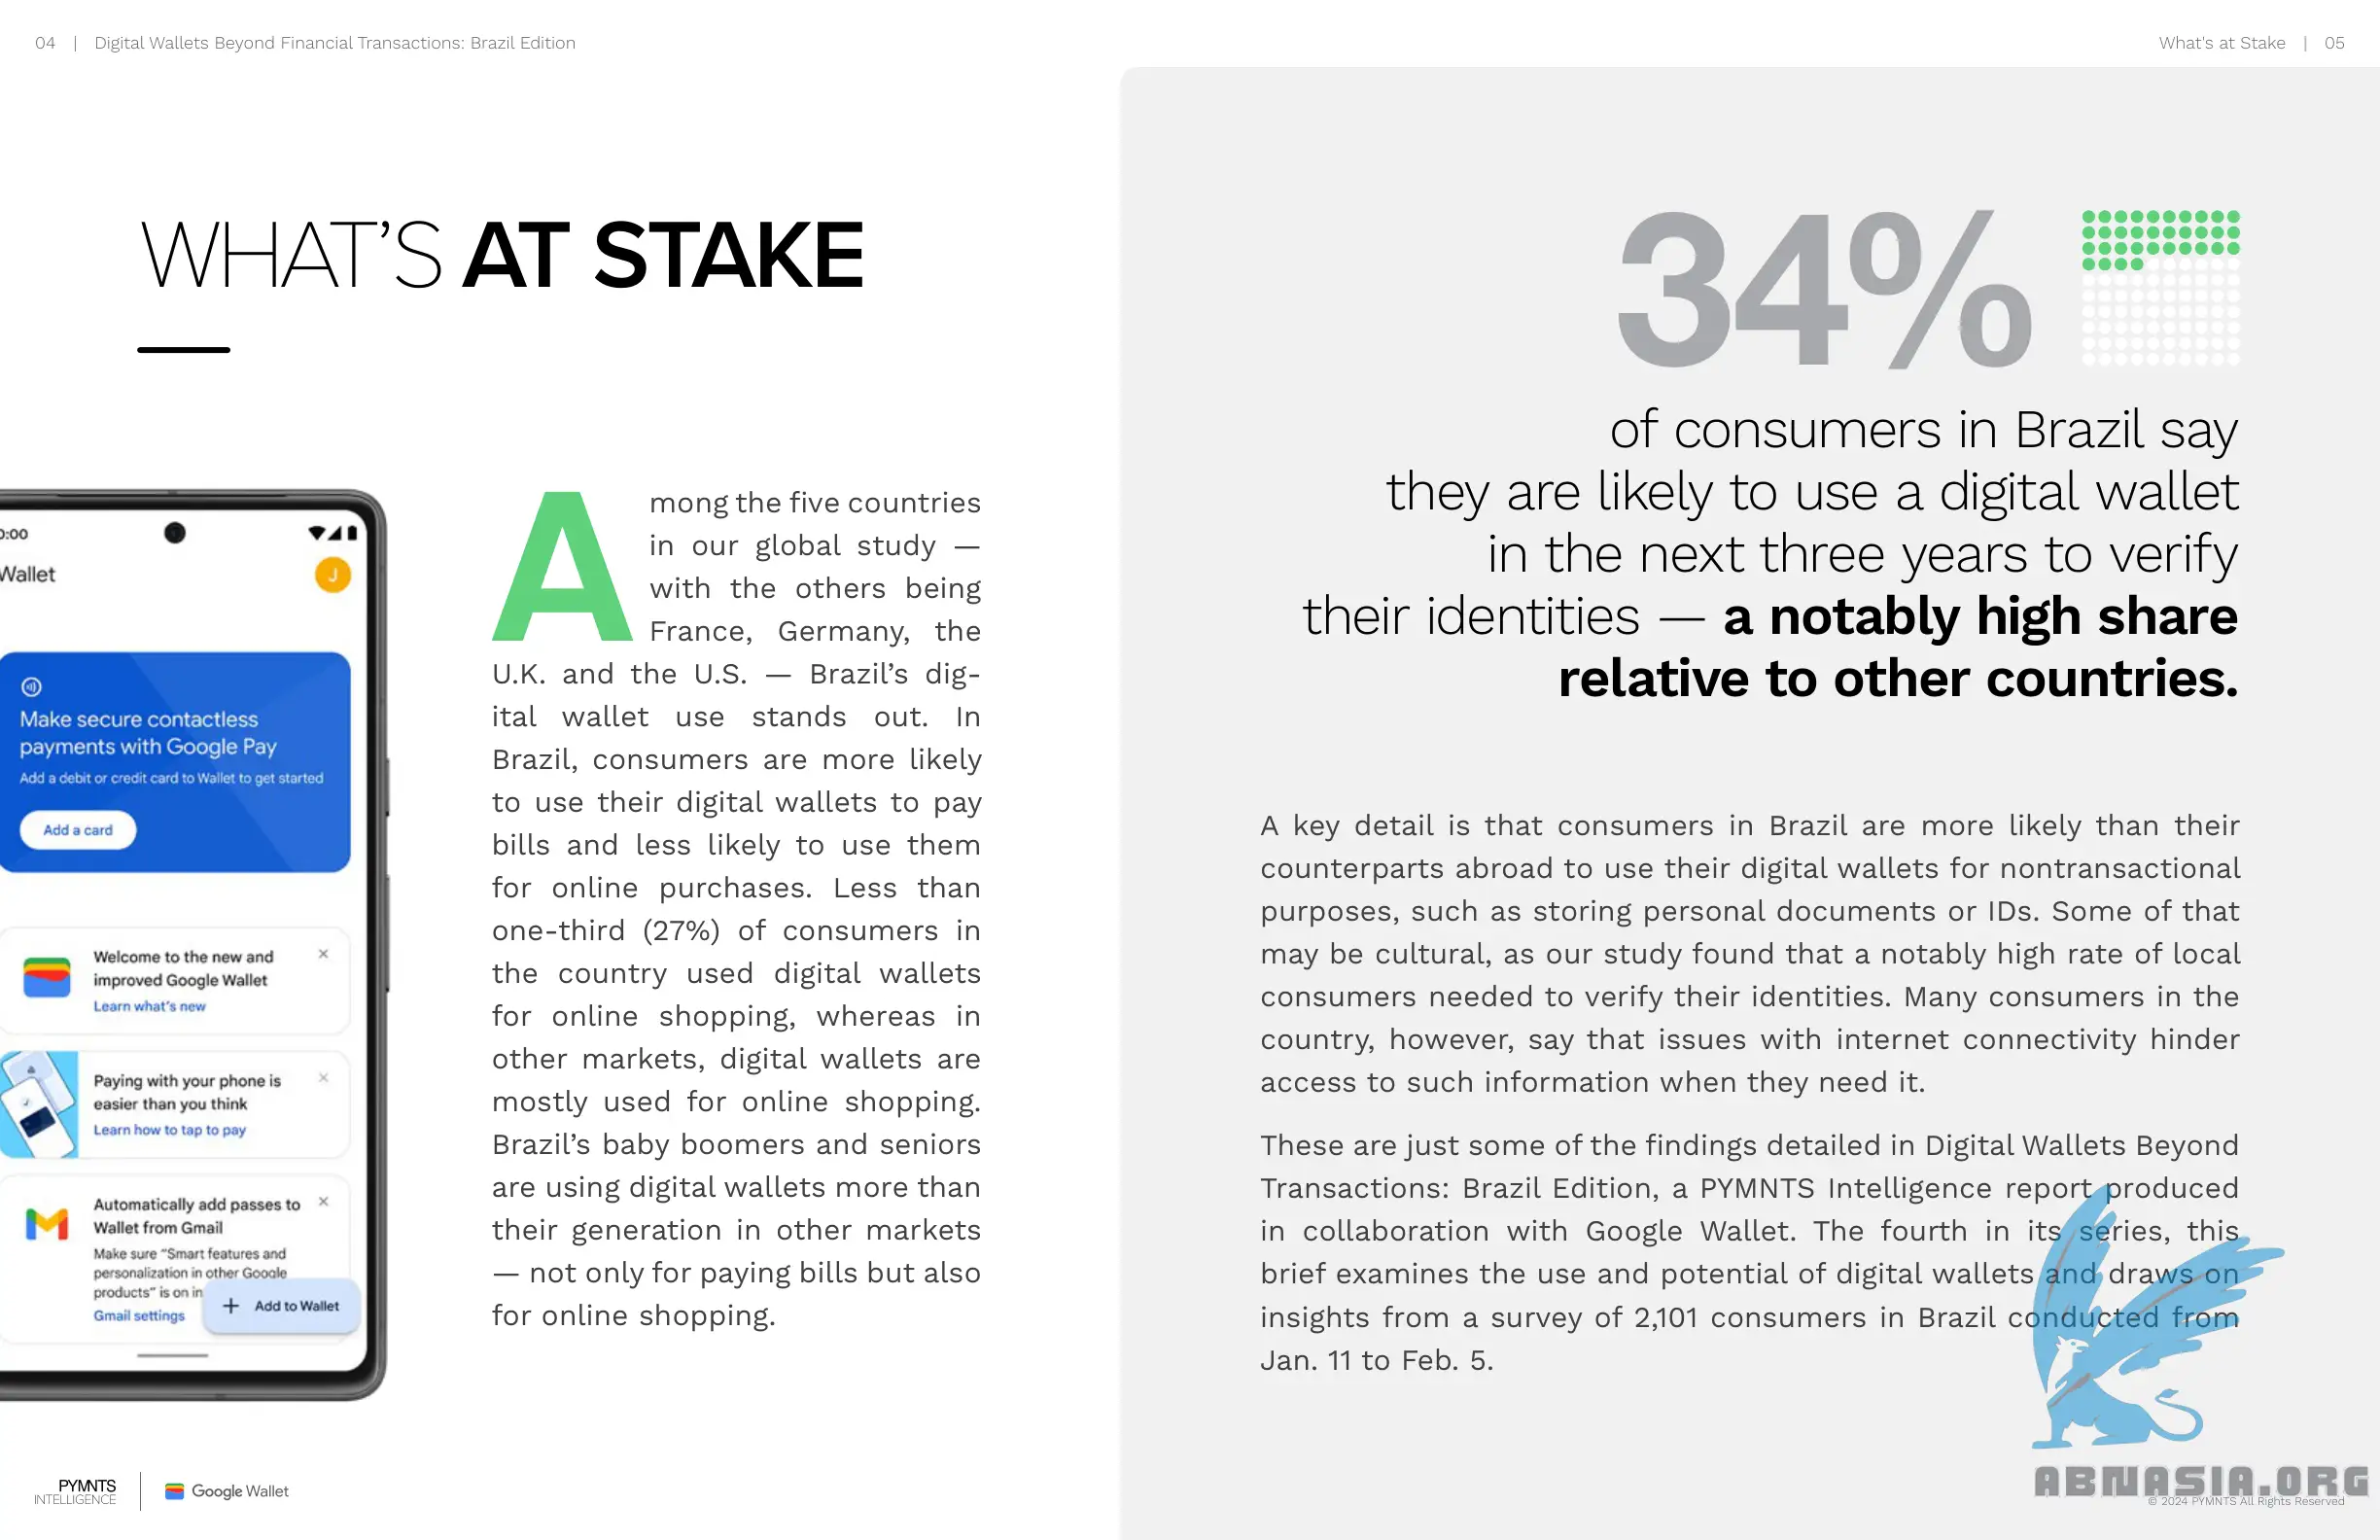 04 | Digital Wallets Beyond Financial Transactions: Brazil Edition
What's at Stake | 05
WHAT'S AT STAKE
0:00
Wallet
J
Make secure contactless
payments with Google Pay
Add a debit or credit card to Wallet to get started
Add a card
Welcome to the new and
improved Google Wallet
Learn what's new
Paying with your phone is
easier than you think
Learn how to tap to pay
Automatically add passes to
Wallet from Gmail
Make sure "Smart features and
personalization in other Google
products" is on in
Gmail settings
+ Add to Wallet
Among the five countries
in our global study —
with the others being
France, Germany, the
U.K. and the U.S. — Brazil's dig-
ital wallet use stands out. In
Brazil, consumers are more likely
to use their digital wallets to pay
bills and less likely to use them
for online purchases. Less than
one-third (27%) of consumers in
the country used digital wallets
for online shopping, whereas in
other markets, digital wallets are
mostly used for online shopping.
Brazil's baby boomers and seniors
are using digital wallets more than
their generation in other markets
— not only for paying bills but also
for online shopping.
34%
of consumers in Brazil say
they are likely to use a digital wallet
in the next three years to verify
their identities — a notably high share
relative to other countries.
A key detail is that consumers in Brazil are more likely than their
counterparts abroad to use their digital wallets for nontransactional
purposes, such as storing personal documents or IDs. Some of that
may be cultural, as our study found that a notably high rate of local
consumers needed to verify their identities. Many consumers in the
country, however, say that issues with internet connectivity hinder
access to such information when they need it.
These are just some of the findings detailed in Digital Wallets Beyond
Transactions: Brazil Edition, a PYMNTS Intelligence report produced
in collaboration with Google Wallet. The fourth in its series, this
brief examines the use and potential of digital wallets and draws on
insights from a survey of 2,101 consumers in Brazil conducted from
Jan. 11 to Feb. 5.
PYMNTS
INTELLIGENCE
Google Wallet
ABNASIA.ORG
© 2024 PYMNTS All Rights Reserved